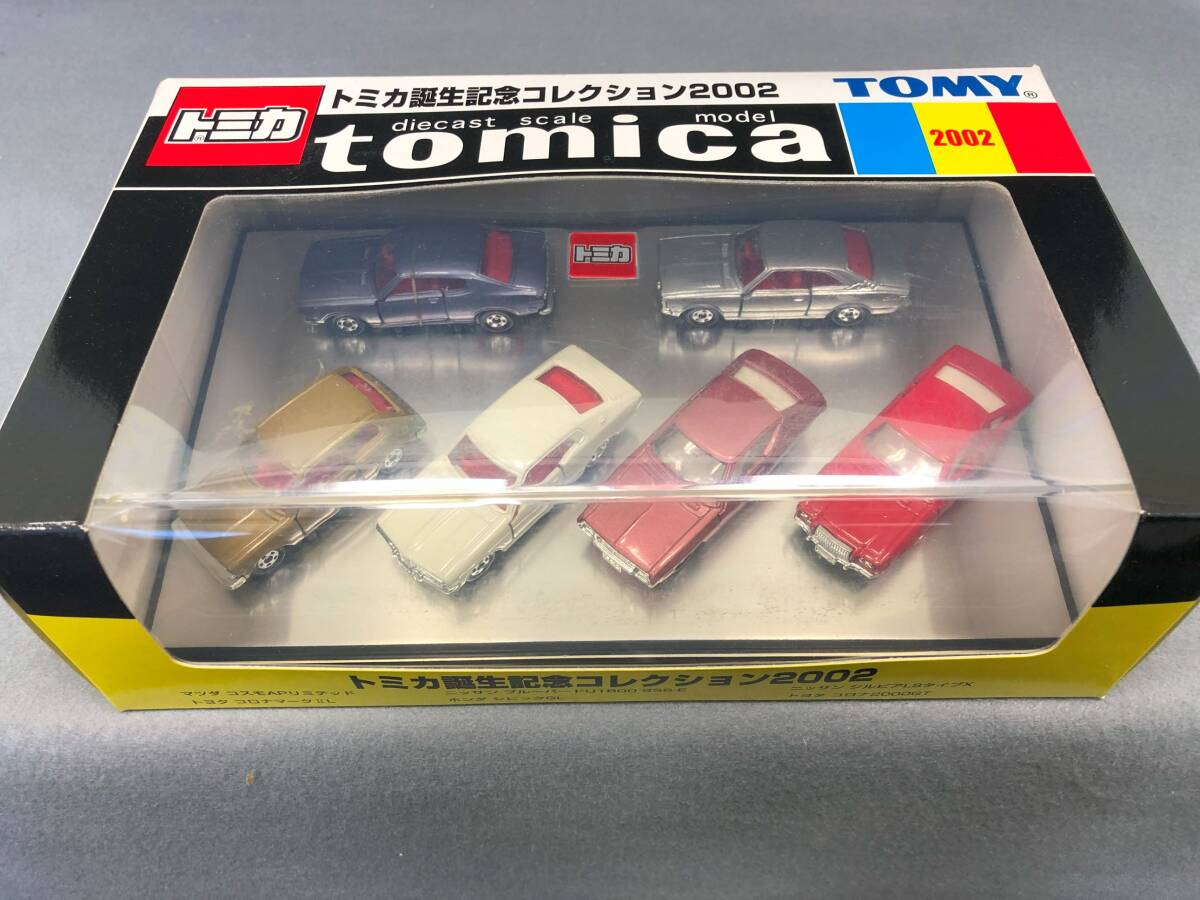 トミカ
トミカ誕生記念コレクション2002
TOMY®
diecast scale model
tomica
2002
トミカ
トミカ誕生記念コレクション2002
マツダ コスモAPリミテッド
トヨタ コロナマークⅡL
ニッサン ブルーバードU1600 SSS-E
ホンダ シビックGL
ニッサン シルビアLSタイプX
トヨタ コロナ2000GT